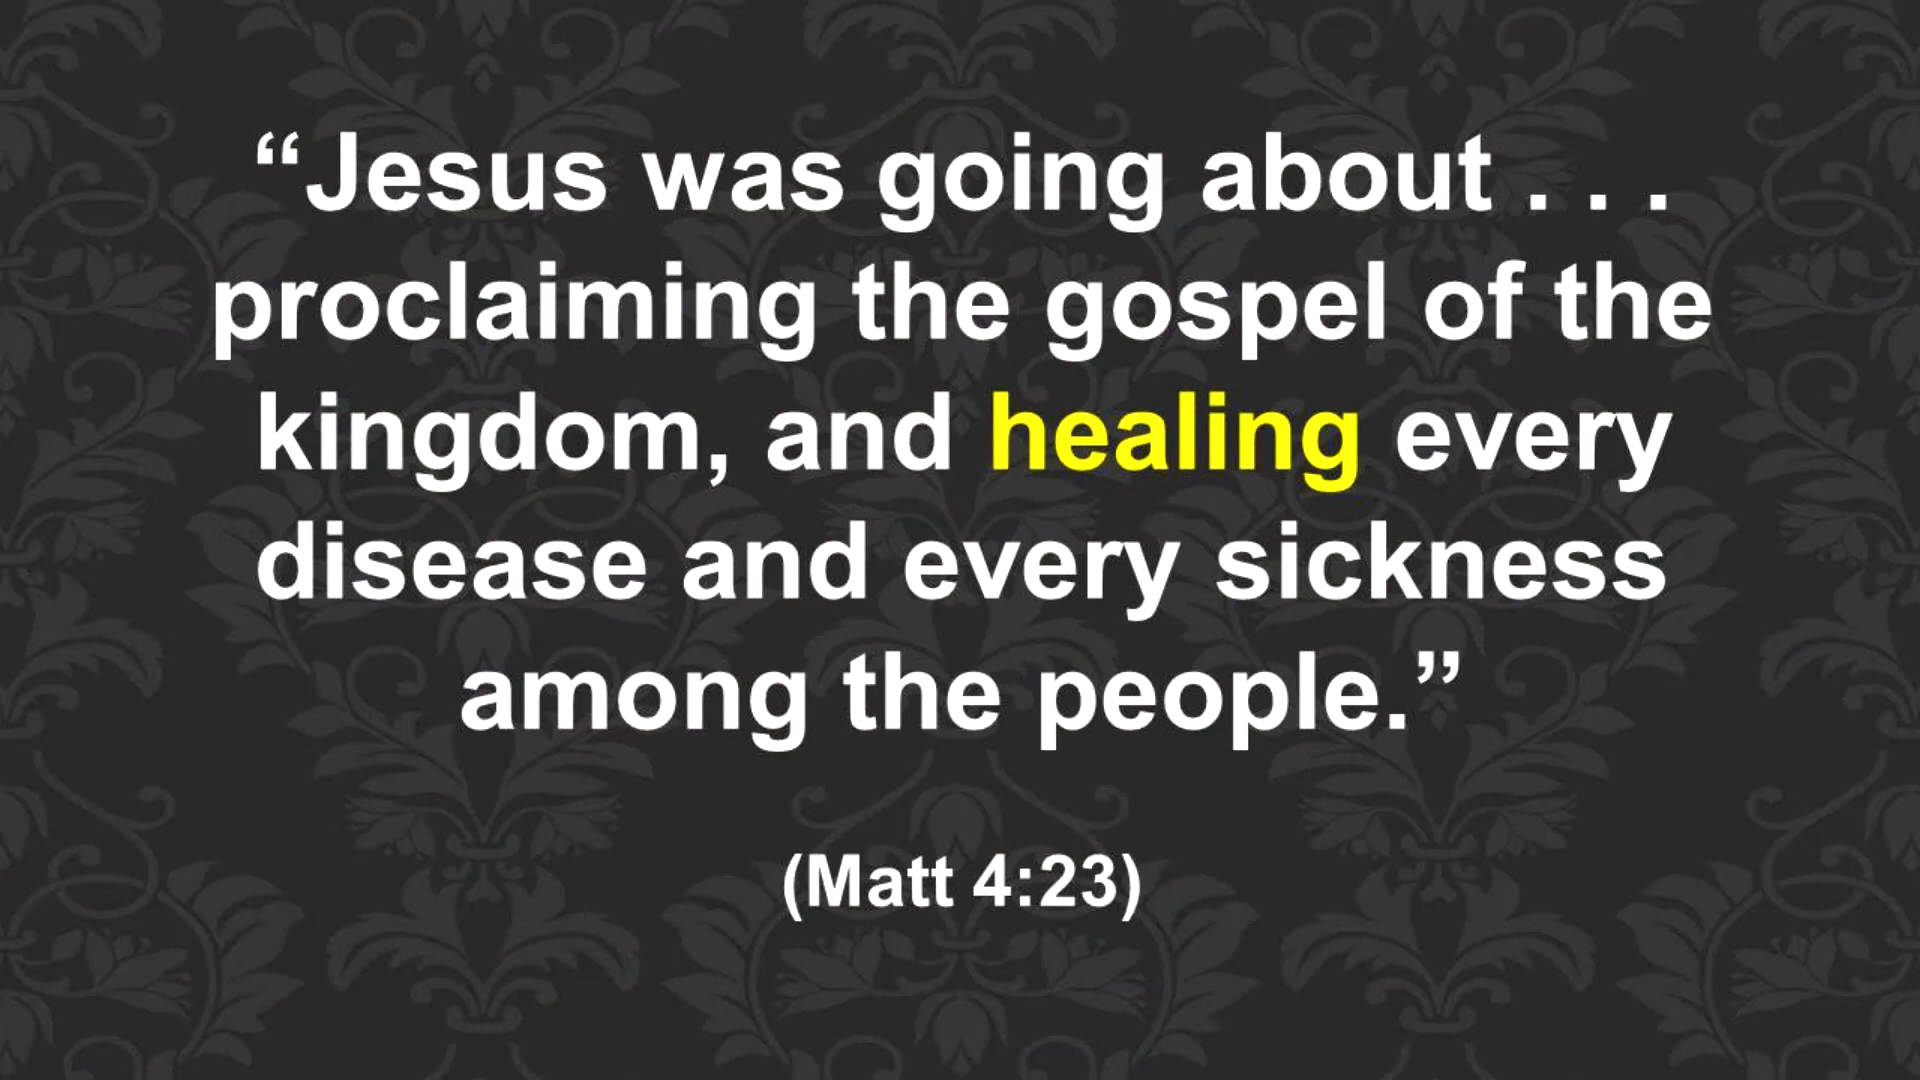 “Jesus was going about . . .
proclaiming the gospel of the
kingdom, and healing every
disease and every sickness
among the people.”
(Matt 4:23)